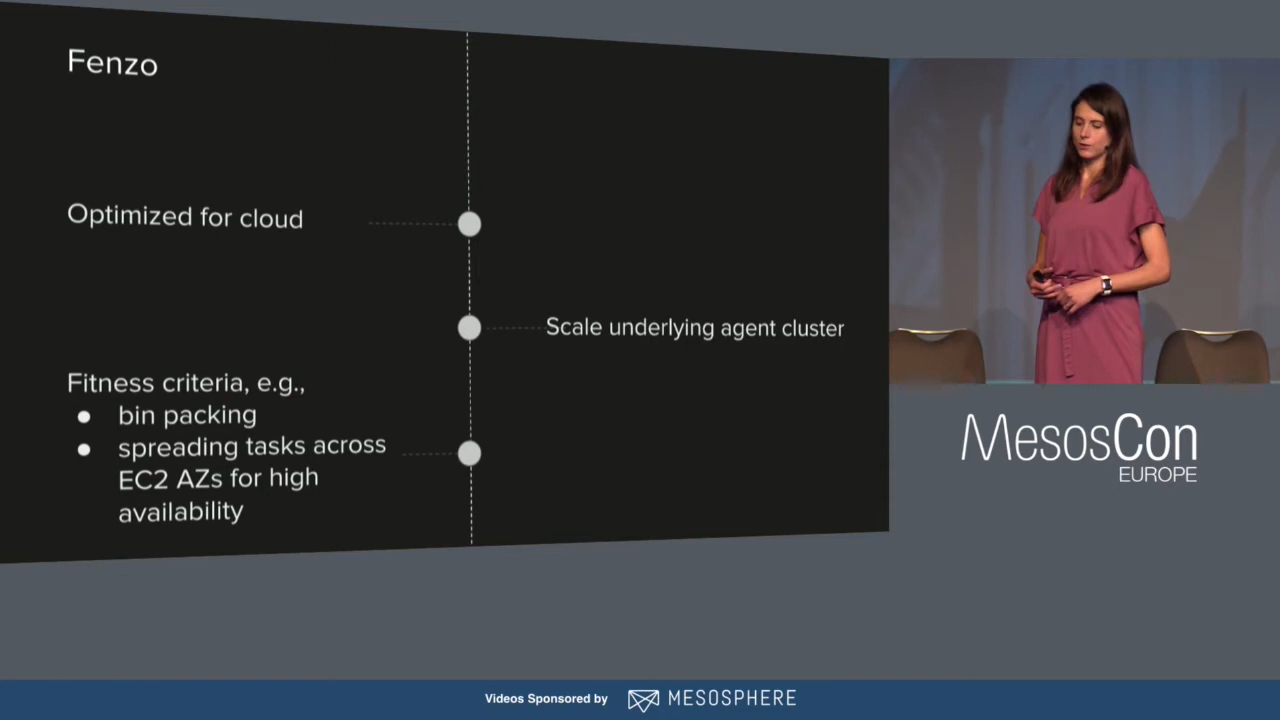 Fenzo
Optimized for cloud
Scale underlying agent cluster
Fitness criteria, e.g.,
● bin packing
● spreading tasks across
EC2 AZs for high
availability
MesosCon
EUROPE
Videos Sponsored by MESOSPHERE